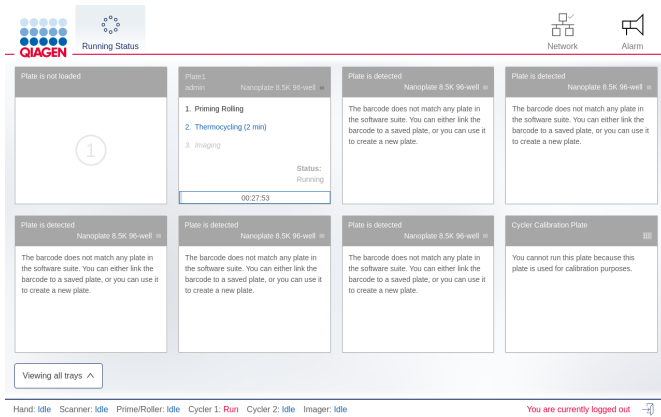 QIAGEN
Running Status
Network
Alarm
Plate is not loaded
1
Plate1
admin Nanoplate 8.5K 96-well
1. Priming Rolling
2. Thermocycling (2 min)
3. Imaging
Status:
Running
00:27:53
Plate is detected
Nanoplate 8.5K 96-well
The barcode does not match any plate in
the software suite. You can either link the
barcode to a saved plate, or you can use it
to create a new plate.
Plate is detected
Nanoplate 8.5K 96-well
The barcode does not match any plate in
the software suite. You can either link the
barcode to a saved plate, or you can use it
to create a new plate.
Plate is detected
Nanoplate 8.5K 96-well
The barcode does not match any plate in
the software suite. You can either link the
barcode to a saved plate, or you can use it
to create a new plate.
Plate is detected
Nanoplate 8.5K 96-well
The barcode does not match any plate in
the software suite. You can either link the
barcode to a saved plate, or you can use it
to create a new plate.
Plate is detected
Nanoplate 8.5K 96-well
The barcode does not match any plate in
the software suite. You can either link the
barcode to a saved plate, or you can use it
to create a new plate.
Cycler Calibration Plate
You cannot run this plate because this
plate is used for calibration purposes.
Viewing all trays
Hand: Idle Scanner: Idle Prime/Roller: Idle Cycler 1: Run Cycler 2: Idle Imager: Idle
You are currently logged out